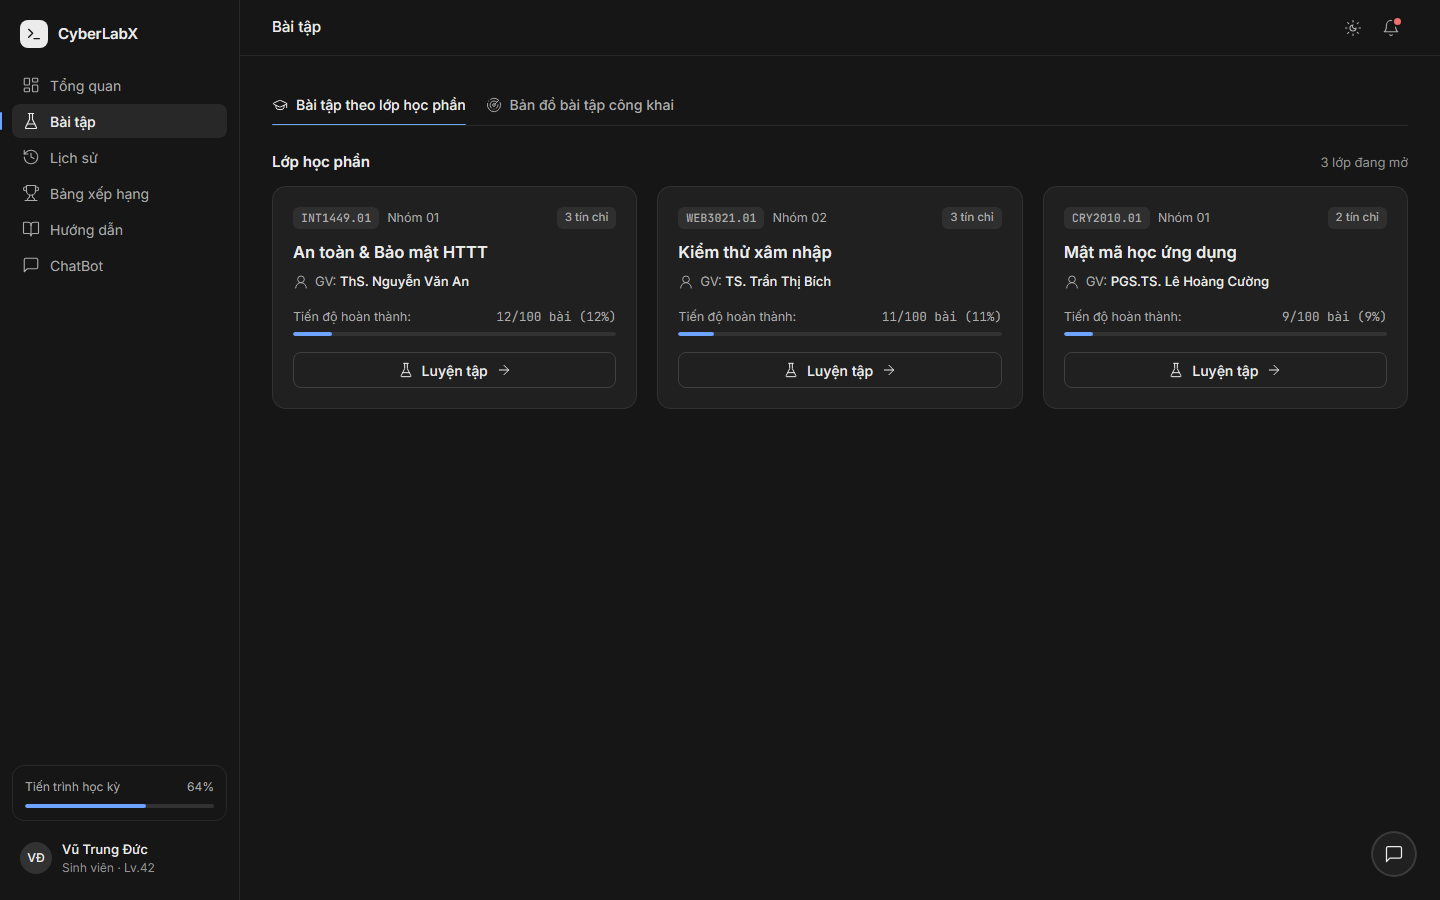 CyberLabX
Tổng quan
Bài tập
Lịch sử
Bảng xếp hạng
Hướng dẫn
ChatBot
Tiến trình học kỳ 64%
VĐ
Vũ Trung Đức
Sinh viên · Lv.42
Bài tập
Bài tập theo lớp học phần
Bản đồ bài tập công khai
Lớp học phần
3 lớp đang mở
INT1449.01 Nhóm 01 3 tín chỉ
An toàn & Bảo mật HTTT
GV: ThS. Nguyễn Văn An
Tiến độ hoàn thành: 12/100 bài (12%)
Luyện tập →
WEB3021.01 Nhóm 02 3 tín chỉ
Kiểm thử xâm nhập
GV: TS. Trần Thị Bích
Tiến độ hoàn thành: 11/100 bài (11%)
Luyện tập →
CRY2010.01 Nhóm 01 2 tín chỉ
Mật mã học ứng dụng
GV: PGS.TS. Lê Hoàng Cường
Tiến độ hoàn thành: 9/100 bài (9%)
Luyện tập →